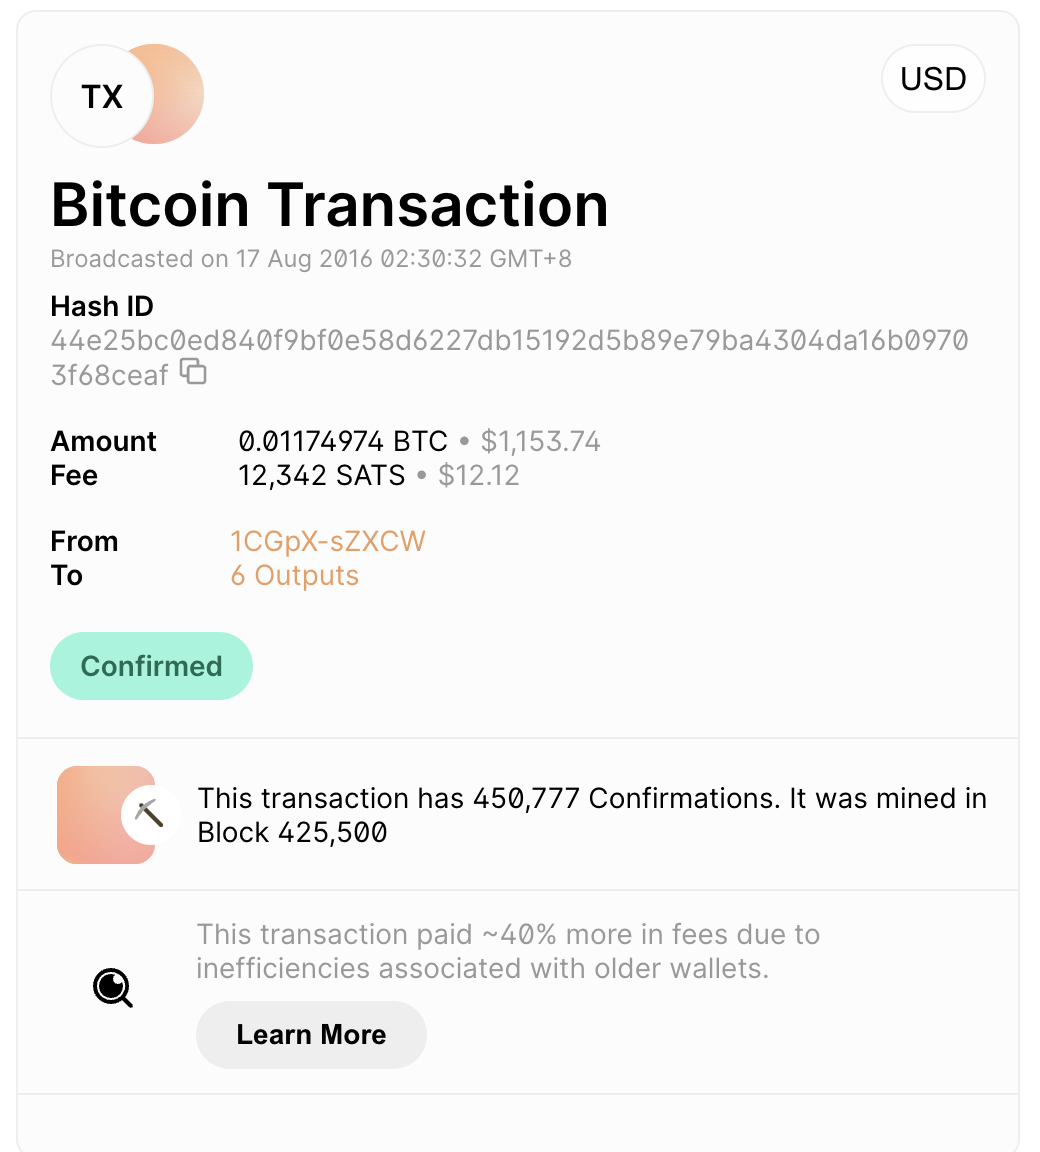 TX
USD
Bitcoin Transaction
Broadcasted on 17 Aug 2016 02:30:32 GMT+8
Hash ID
44e25bc0ed840f9bf0e58d6227db15192d5b89e79ba4304da16b0970
3f68ceaf
Amount 0.01174974 BTC • $1,153.74
Fee 12,342 SATS • $12.12
From 1CGpX-sZXCW
To 6 Outputs
Confirmed
This transaction has 450,777 Confirmations. It was mined in
Block 425,500
This transaction paid ~40% more in fees due to
inefficiencies associated with older wallets.
Learn More